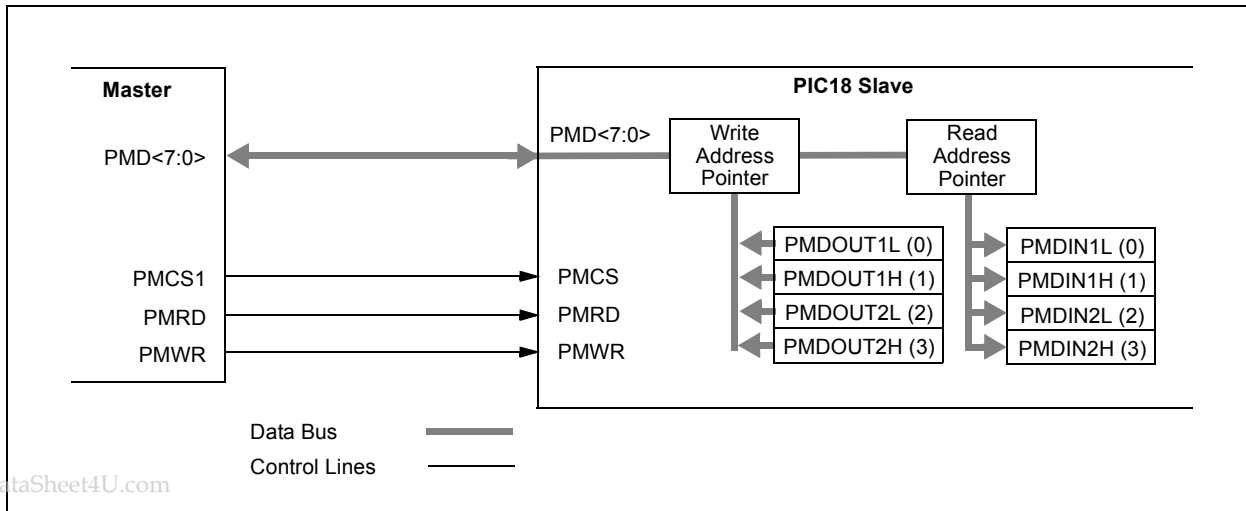 Master
PIC18 Slave
PMD<7:0>
PMD<7:0>
Write
Address
Pointer
Read
Address
Pointer
PMDOUT1L (0)
PMDOUT1H (1)
PMDOUT2L (2)
PMDOUT2H (3)
PMDIN1L (0)
PMDIN1H (1)
PMDIN2L (2)
PMDIN2H (3)
PMCS1
PMCS
PMRD
PMRD
PMWR
PMWR
Data Bus
Control Lines
ataSheet4U.com